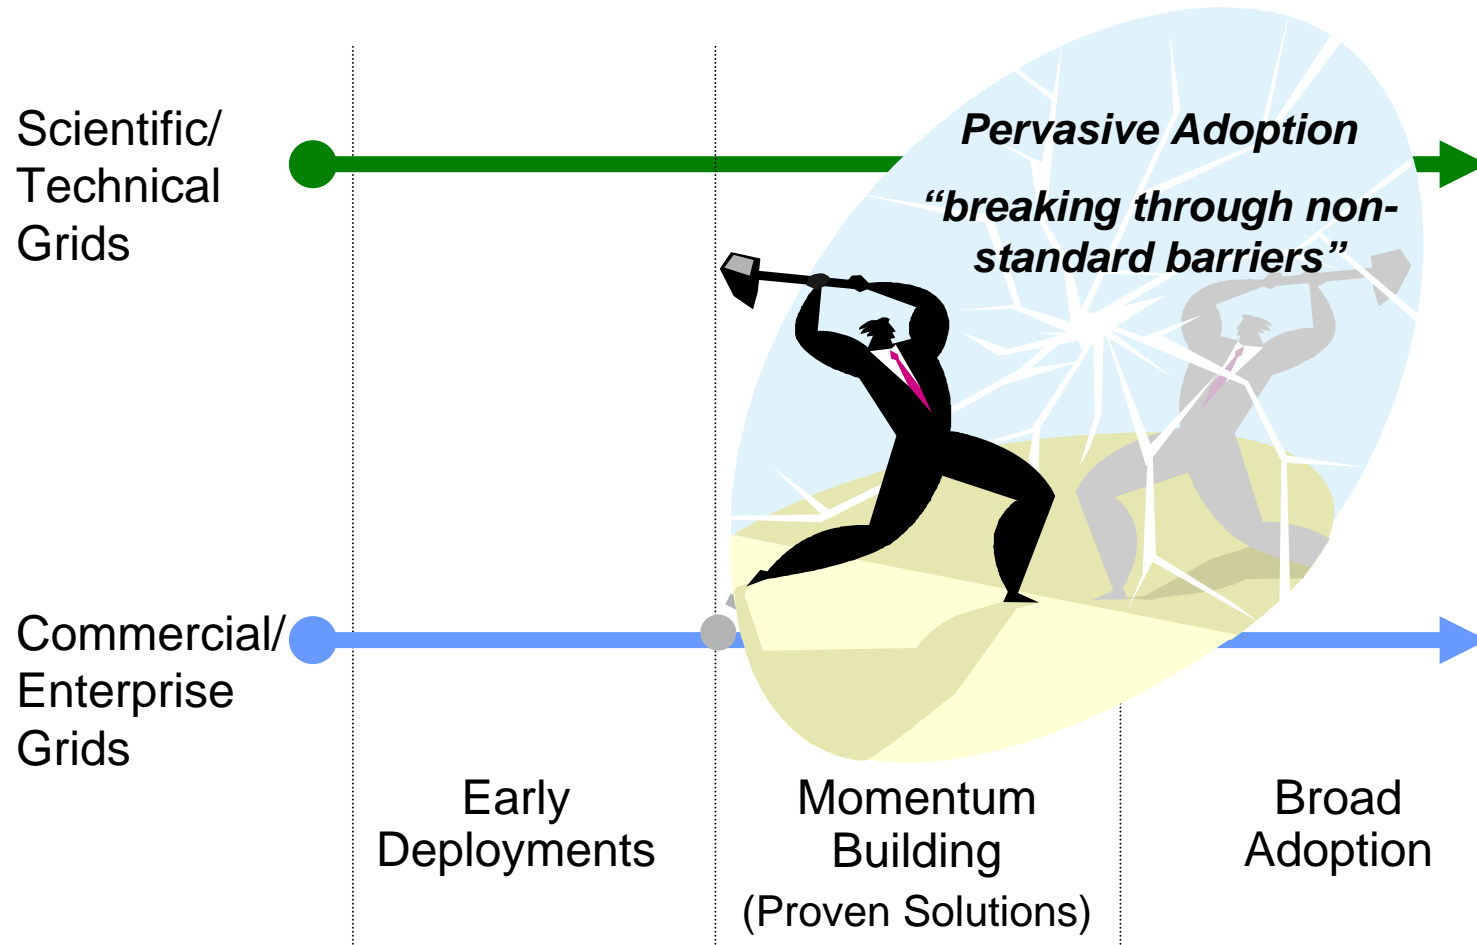 Scientific/
Technical
Grids
Pervasive Adoption
“breaking through non-
standard barriers”
Commercial/
Enterprise
Grids
Early
Deployments
Momentum
Building
(Proven Solutions)
Broad
Adoption